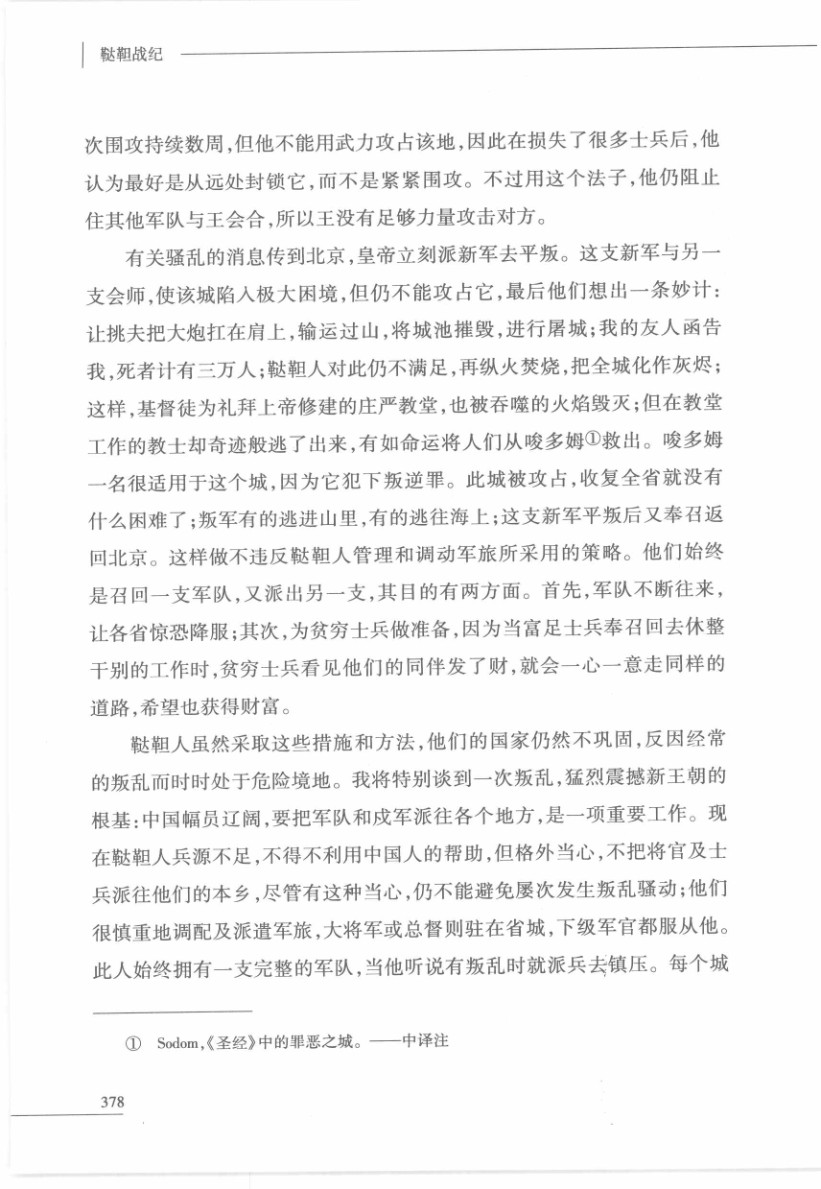 鞑靼战纪
次围攻持续数周,但他不能用武力攻占该地,因此在损失了很多士兵后,他
认为最好是从远处封锁它,而不是紧紧围攻。不过用这个法子,他仍阻止
住其他军队与王会合,所以王没有足够力量攻击对方。
有关骚乱的消息传到北京,皇帝立刻派新军去平叛。这支新军与另一
支会师,使该城陷入极大困境,但仍不能攻占它,最后他们想出一条妙计:
让挑夫把大炮扛在肩上,输运过山,将城池摧毁,进行屠城;我的友人函告
我,死者计有三万人;鞑靼人对此仍不满足,再纵火焚烧,把全城化作灰烬;
这样,基督徒为礼拜上帝修建的庄严教堂,也被吞噬的火焰毁灭;但在教堂
工作的教士却奇迹般逃了出来,有如命运将人们从唆多姆①救出。唆多姆
一名很适用于这个城,因为它犯下叛逆罪。此城被攻占,收复全省就没有
什么困难了;叛军有的逃进山里,有的逃往海上;这支新军平叛后又奉召返
回北京。这样做不违反鞑靼人管理和调动军旅所采用的策略。他们始终
是召回一支军队,又派出另一支,其目的有两方面。首先,军队不断往来,
让各省惊恐降服;其次,为贫穷士兵做准备,因为当富足士兵奉召回去休整
干别的工作时,贫穷士兵看见他们的同伴发了财,就会一心一意走同样的
道路,希望也获得财富。
鞑靼人虽然采取这些措施和方法,他们的国家仍然不巩固,反因经常
的叛乱而时时处于危险境地。我将特别谈到一次叛乱,猛烈震撼新王朝的
根基:中国幅员辽阔,要把军队和戍军派往各个地方,是一项重要工作。现
在鞑靼人兵源不足,不得不利用中国人的帮助,但格外当心,不把将官及士
兵派往他们的本乡,尽管有这种当心,仍不能避免屡次发生叛乱骚动;他们
很慎重地调配及派遣军旅,大将军或总督则驻在省城,下级军官都服从他。
此人始终拥有一支完整的军队,当他听说有叛乱时就派兵去镇压。每个城
① Sodom,《圣经》中的罪恶之城。——中译注
378